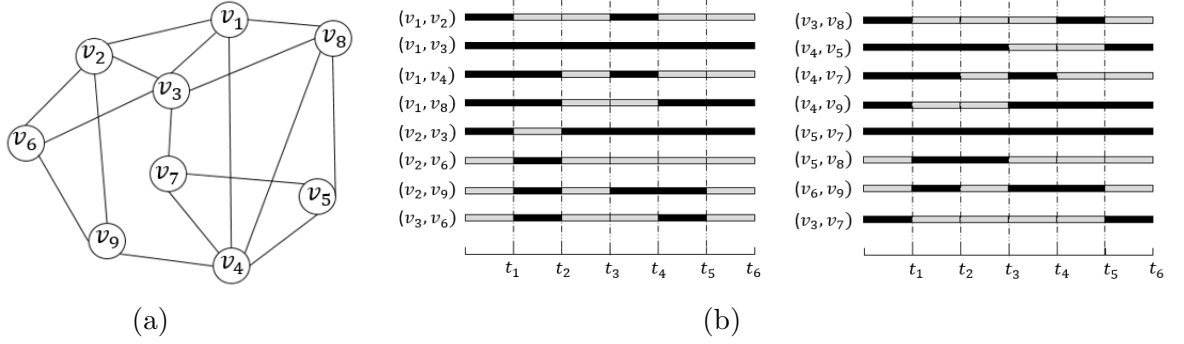 v₁
v₈
v₂
v₃
v₆
v₇
v₅
v₉
v₄
(a)
(v₁, v₂)
(v₁, v₃)
(v₁, v₄)
(v₁, v₈)
(v₂, v₃)
(v₂, v₆)
(v₂, v₉)
(v₃, v₆)
t₁ t₂ t₃ t₄ t₅ t₆
(v₃, v₈)
(v₄, v₅)
(v₄, v₇)
(v₄, v₉)
(v₅, v₇)
(v₅, v₈)
(v₆, v₉)
(v₃, v₇)
t₁ t₂ t₃ t₄ t₅ t₆
(b)